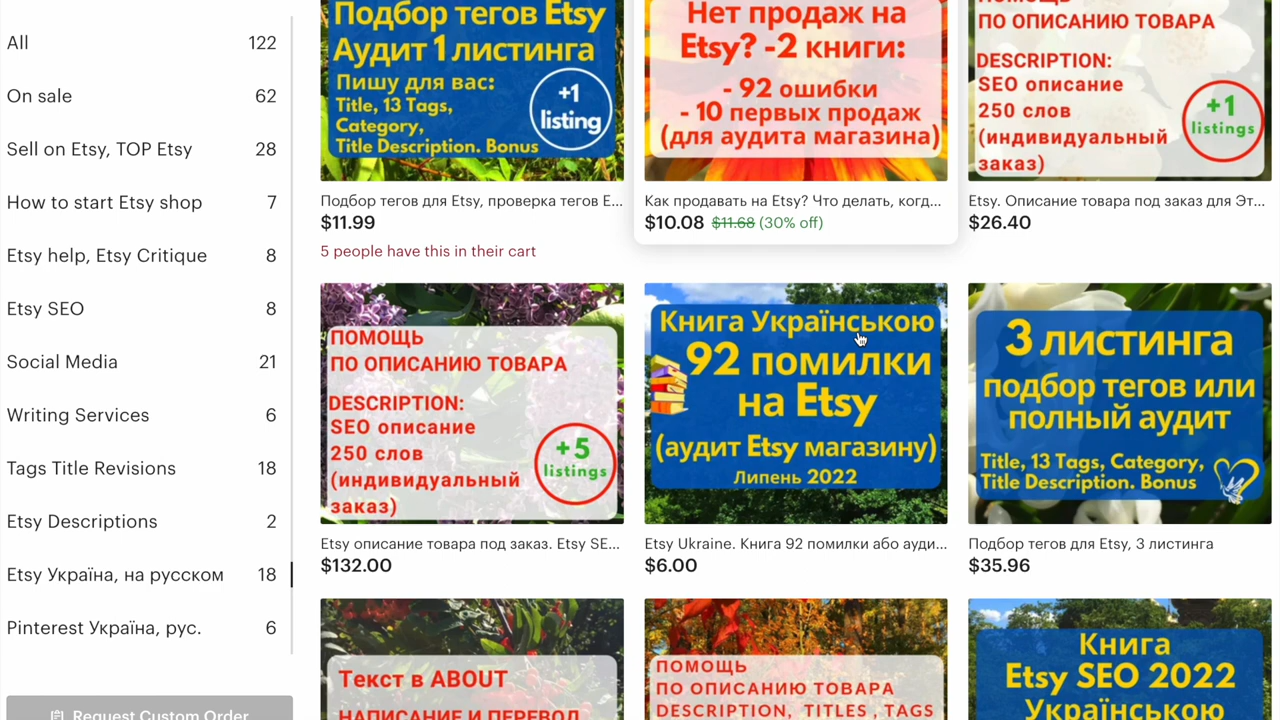 All 122
On sale 62
Sell on Etsy, TOP Etsy 28
How to start Etsy shop 7
Etsy help, Etsy Critique 8
Etsy SEO 8
Social Media 21
Writing Services 6
Tags Title Revisions 18
Etsy Descriptions 2
Etsy Україна, на русском 18
Pinterest Україна, рус. 6
Request Custom Order
Подбор тегов Etsy
Аудит 1 листинга
Пишу для вас:
Title, 13 Tags,
Category,
Title Description. Bonus
+1
listing
Подбор тегов для Etsy, проверка тегов E...
$11.99
5 people have this in their cart
Нет продаж на
Etsy? -2 книги:
- 92 ошибки
- 10 первых продаж
(для аудита магазина)
Как продавать на Etsy? Что делать, когд...
$10.08 $11.68 (30% off)
ПОМОЩЬ
ПО ОПИСАНИЮ ТОВАРА
DESCRIPTION:
SEO описание
250 слов
(индивидуальный
заказ)
+1
listings
Etsy. Описание товара под заказ для Эт...
$26.40
ПОМОЩЬ
ПО ОПИСАНИЮ ТОВАРА
DESCRIPTION:
SEO описание
250 слов
(индивидуальный
заказ)
+5
listings
Etsy описание товара под заказ. Etsy SE...
$132.00
Книга Українською
92 помилки
на Etsy
(аудит Etsy магазину)
Липень 2022
Etsy Ukraine. Книга 92 помилки або ауди...
$6.00
3 листинга
подбор тегов или
полный аудит
Title, 13 Tags, Category,
Title Description. Bonus
Подбор тегов для Etsy, 3 листинга
$35.96
Текст в ABOUT
НАПИСАНИЕ И ПЕРЕВОД
ПОМОЩЬ
ПО ОПИСАНИЮ ТОВАРА
DESCRIPTION, TITLES , TAGS
Книга
Etsy SEO 2022
Українською